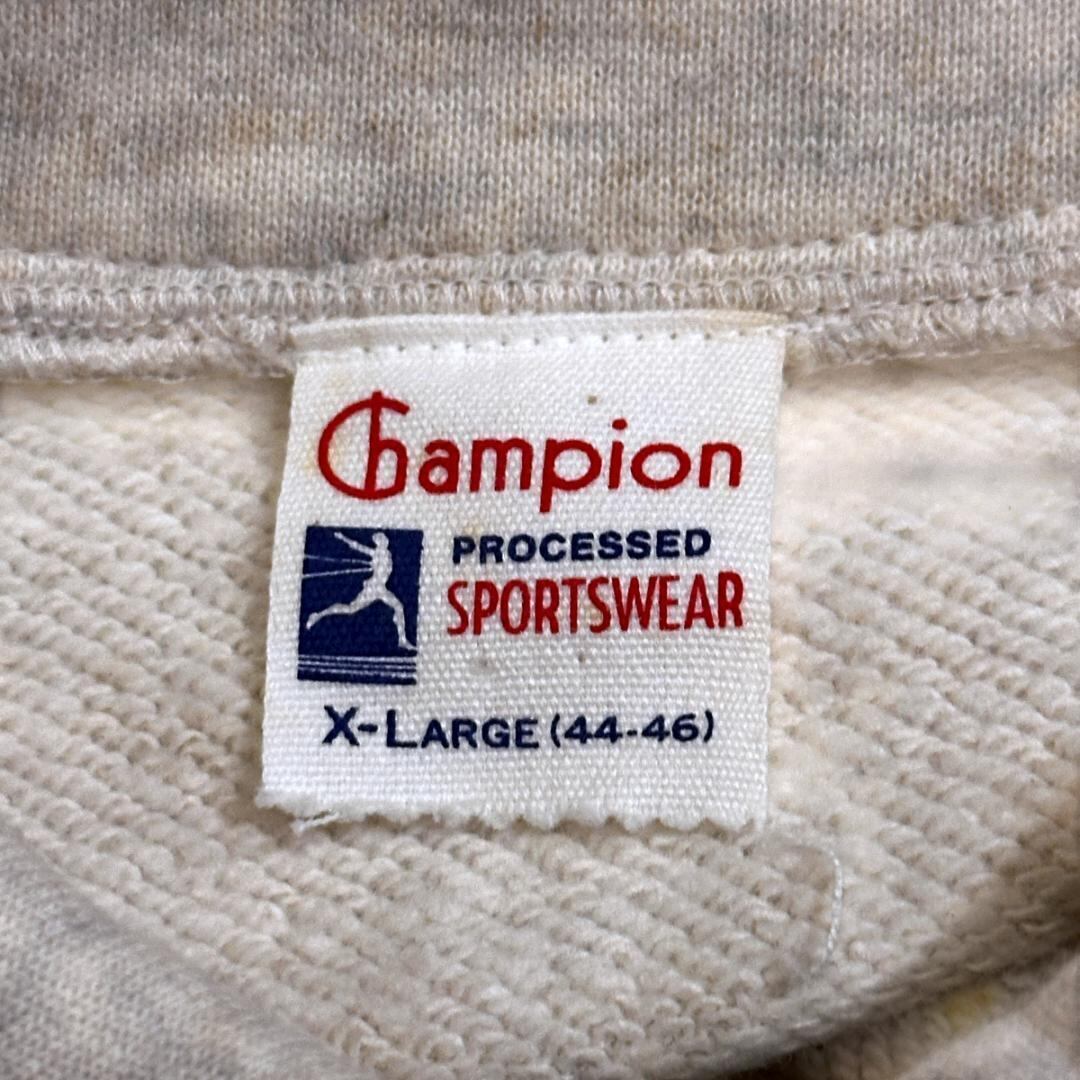 Champion
PROCESSED
SPORTSWEAR
X-LARGE (44-46)